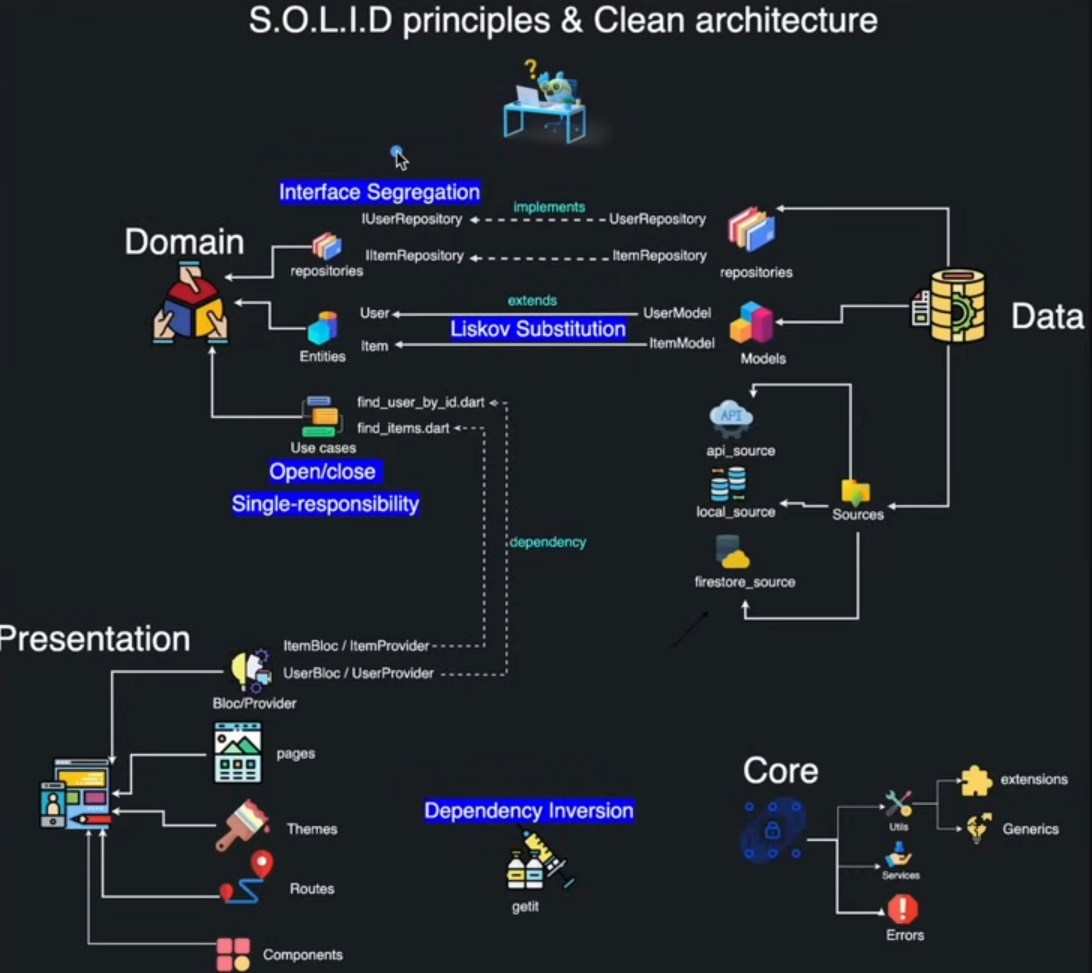 S.O.L.I.D principles & Clean architecture
?
Interface Segregation
implements
IUserRepository
UserRepository
Domain
IItemRepository
ItemRepository
repositories
repositories
extends
User
UserModel
Data
Liskov Substitution
Item
ItemModel
Entities
Models
find_user_by_id.dart
API
find_items.dart
Use cases
api_source
Open/close
Single-responsibility
local_source
Sources
dependency
firestore_source
Presentation
ItemBloc / ItemProvider
UserBloc / UserProvider
Bloc/Provider
pages
Core
extensions
Dependency Inversion
Utils
Themes
Generics
Services
Routes
getit
Errors
Components